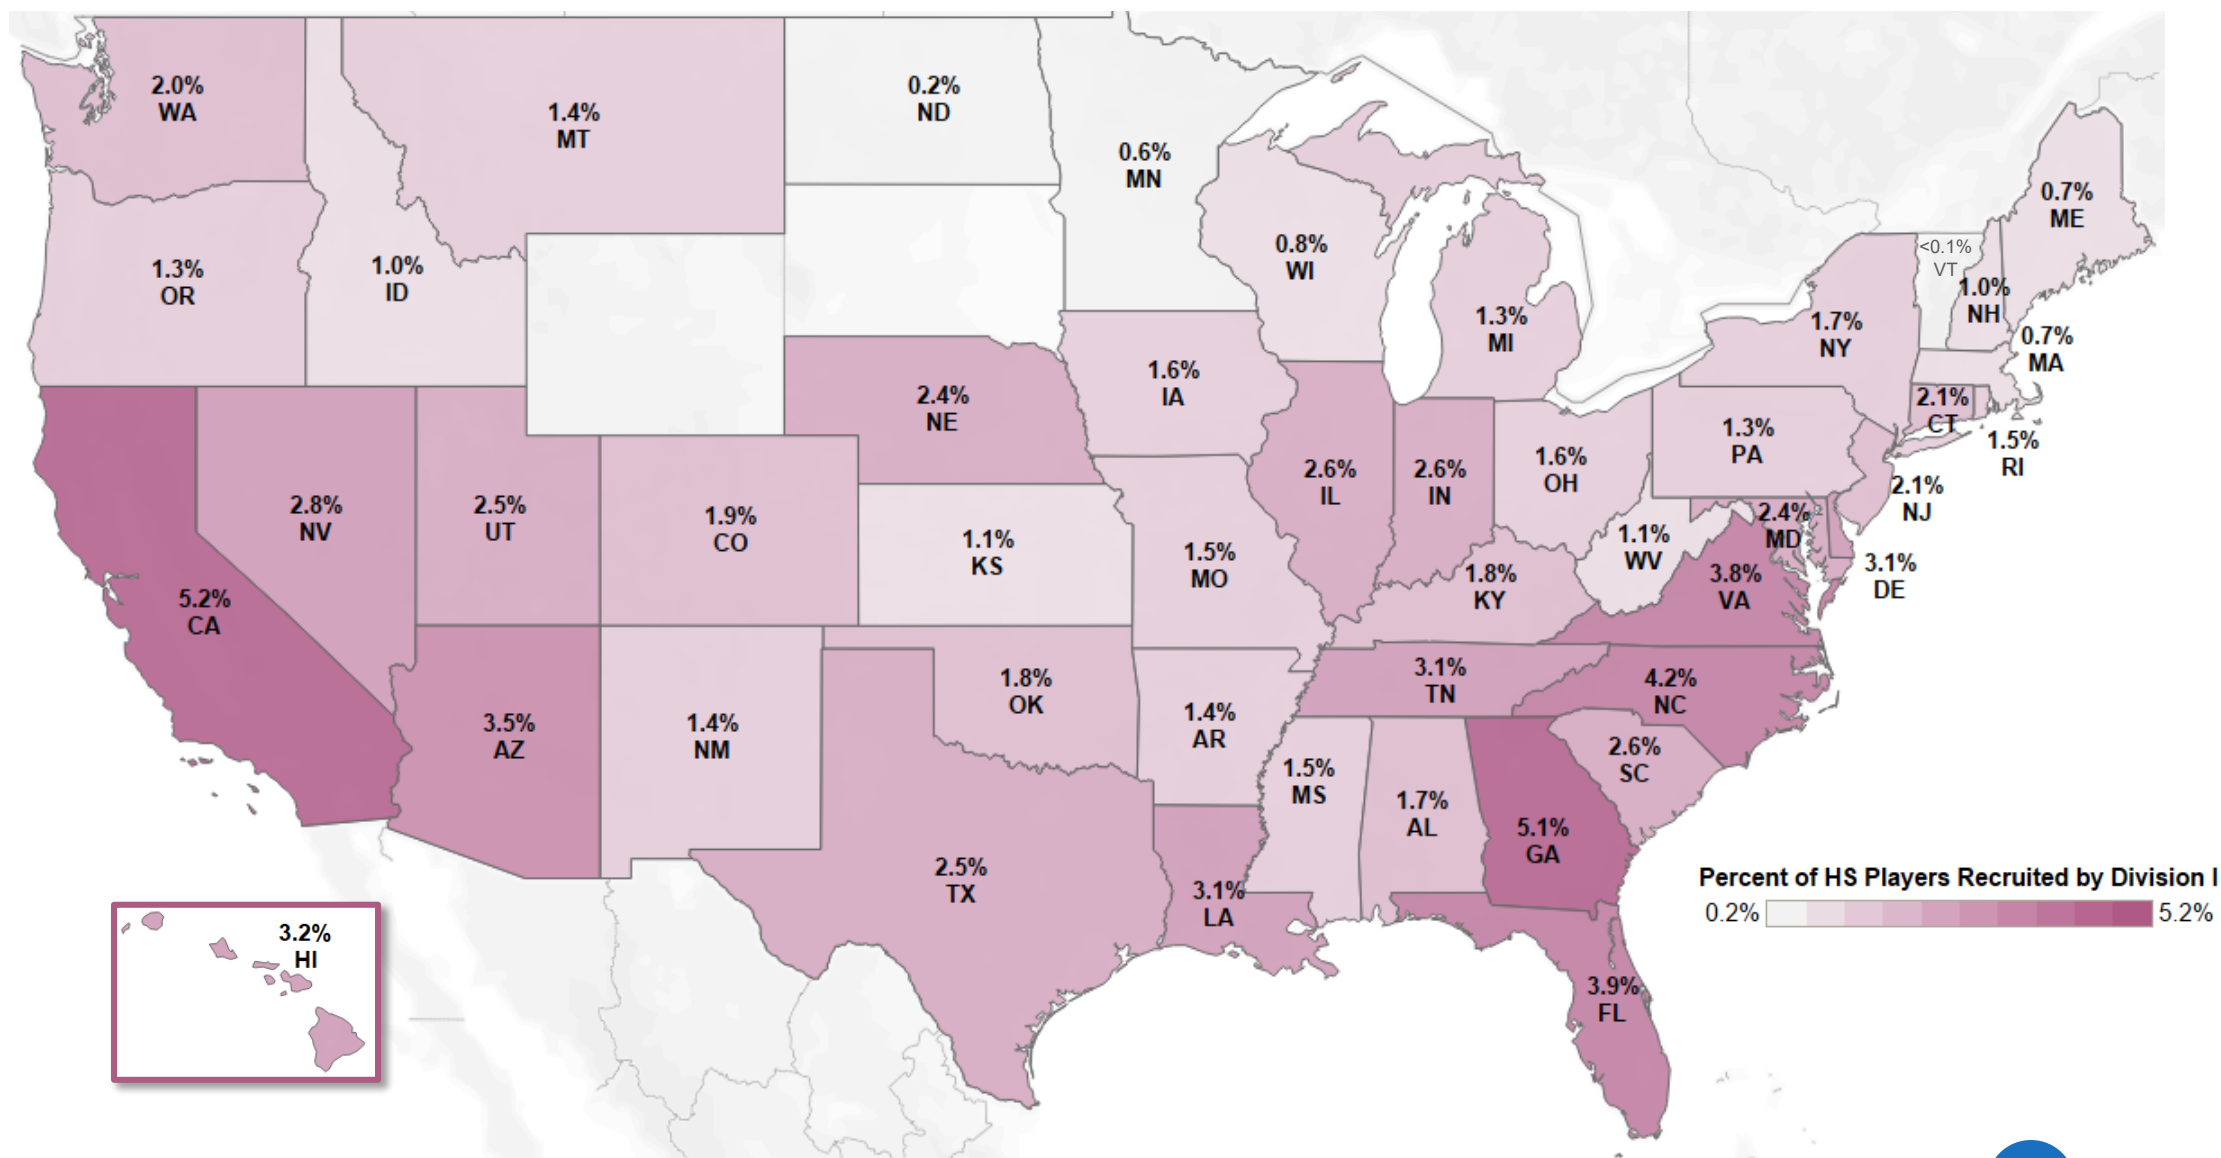 2.0%
WA
1.4%
MT
0.2%
ND
0.6%
MN
0.7%
ME
0.8%
WI
<0.1%
VT
1.0%
NH
1.3%
OR
1.0%
ID
1.3%
MI
1.7%
NY
0.7%
MA
1.6%
IA
2.4%
NE
2.1%
CT
1.3%
PA
1.5%
RI
2.6%
IL
2.6%
IN
1.6%
OH
2.1%
NJ
2.8%
NV
2.5%
UT
1.9%
CO
1.1%
KS
1.5%
MO
1.1%
WV
2.4%
MD
3.1%
DE
5.2%
CA
1.8%
KY
3.8%
VA
3.1%
TN
4.2%
NC
3.5%
AZ
1.4%
NM
1.8%
OK
1.4%
AR
1.5%
MS
1.7%
AL
2.6%
SC
5.1%
GA
2.5%
TX
3.1%
LA
3.9%
FL
3.2%
HI
Percent of HS Players Recruited by Division I
0.2%
5.2%